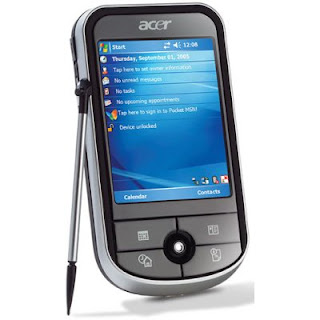 acer
Start 12:06
Thursday, September 01, 2005
Tap here to set owner information
No unread messages
No tasks
No upcoming appointments
Tap here to sign in to Pocket MSN!
Device unlocked
Calendar Contacts